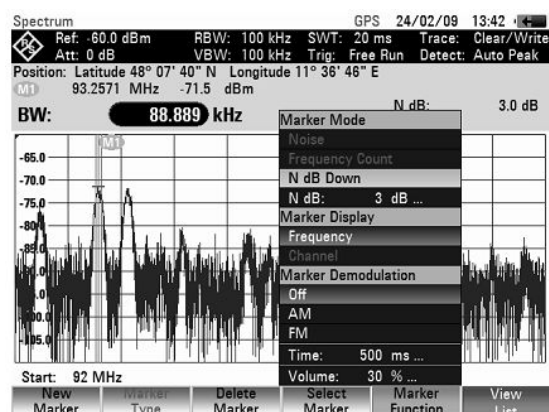 Spectrum GPS 24/02/09 13:42
Ref: -60.0 dBm RBW: 100 kHz SWT: 20 ms Trace: Clear/Write
Att: 0 dB VBW: 100 kHz Trig: Free Run Detect: Auto Peak
Position: Latitude 48° 07' 40" N Longitude 11° 36' 46" E
M1 93.2571 MHz -71.5 dBm
N dB: 3.0 dB
BW: 88.889 kHz
Marker Mode
M1
Noise
-65.0
Frequency Count
-70.0
N dB Down
-75.0
N dB: 3 dB ...
Marker Display
-80.0
Frequency
Channel
Marker Demodulation
Off
AM
FM
Time: 500 ms ...
Start: 92 MHz
Volume: 30 % ...
New Marker
Marker Type
Delete Marker
Select Marker
Marker Function
View List